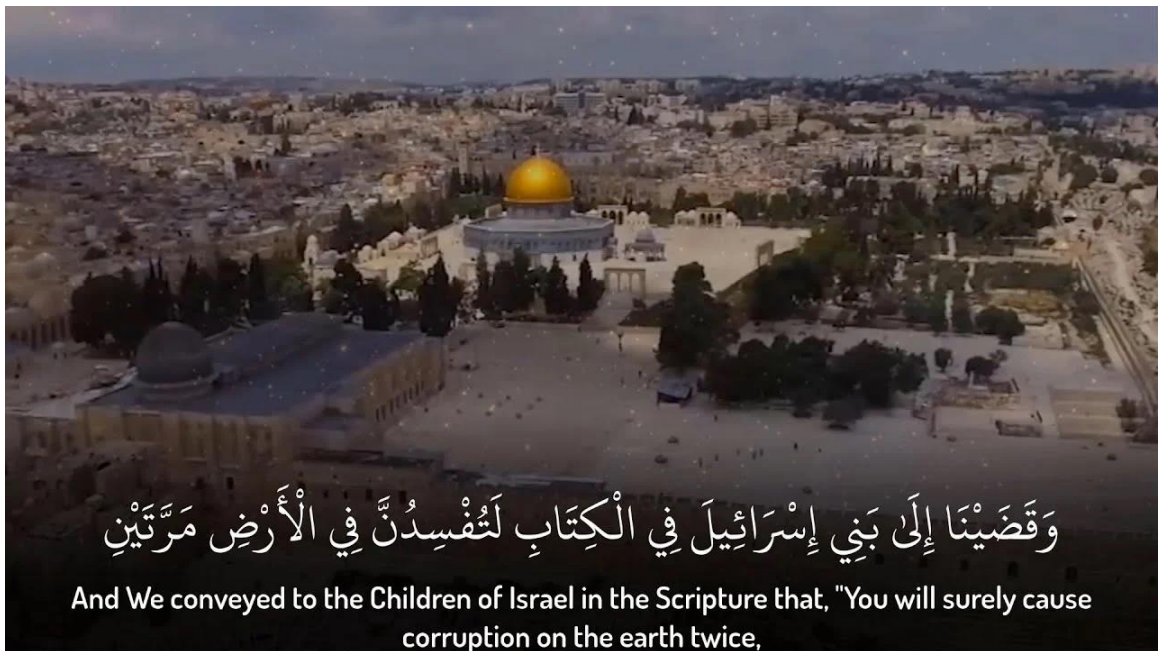 وَقَضَيْنَا إِلَىٰ بَنِي إِسْرَائِيلَ فِي الْكِتَابِ لَتُفْسِدُنَّ فِي الْأَرْضِ مَرَّتَيْنِ
And We conveyed to the Children of Israel in the Scripture that, "You will surely cause
corruption on the earth twice,